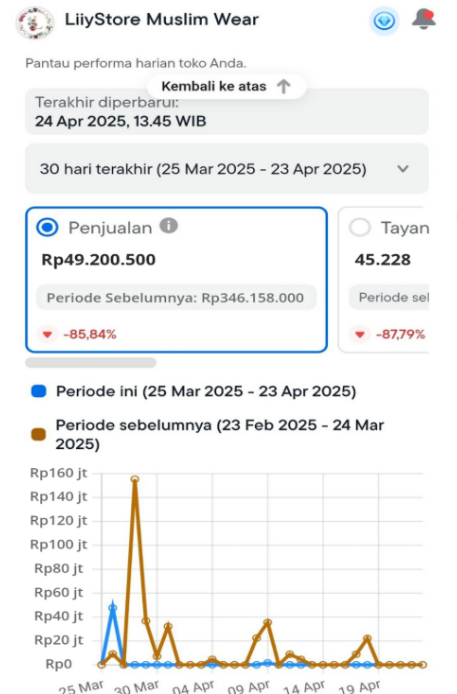 LiiyStore Muslim Wear
Pantau performa harian toko Anda.
Kembali ke atas
Terakhir diperbarui:
24 Apr 2025, 13.45 WIB
30 hari terakhir (25 Mar 2025 - 23 Apr 2025)
Penjualan
Rp49.200.500
Periode Sebelumnya: Rp346.158.000
-85,84%
Tayan
45.228
Periode sel
-87,79%
Periode ini (25 Mar 2025 - 23 Apr 2025)
Periode sebelumnya (23 Feb 2025 - 24 Mar
2025)
Rp160 jt
Rp140 jt
Rp120 jt
Rp100 jt
Rp80 jt
Rp60 jt
Rp40 jt
Rp20 jt
Rp0
25 Mar
30 Mar
04 Apr
09 Apr
14 Apr
19 Apr